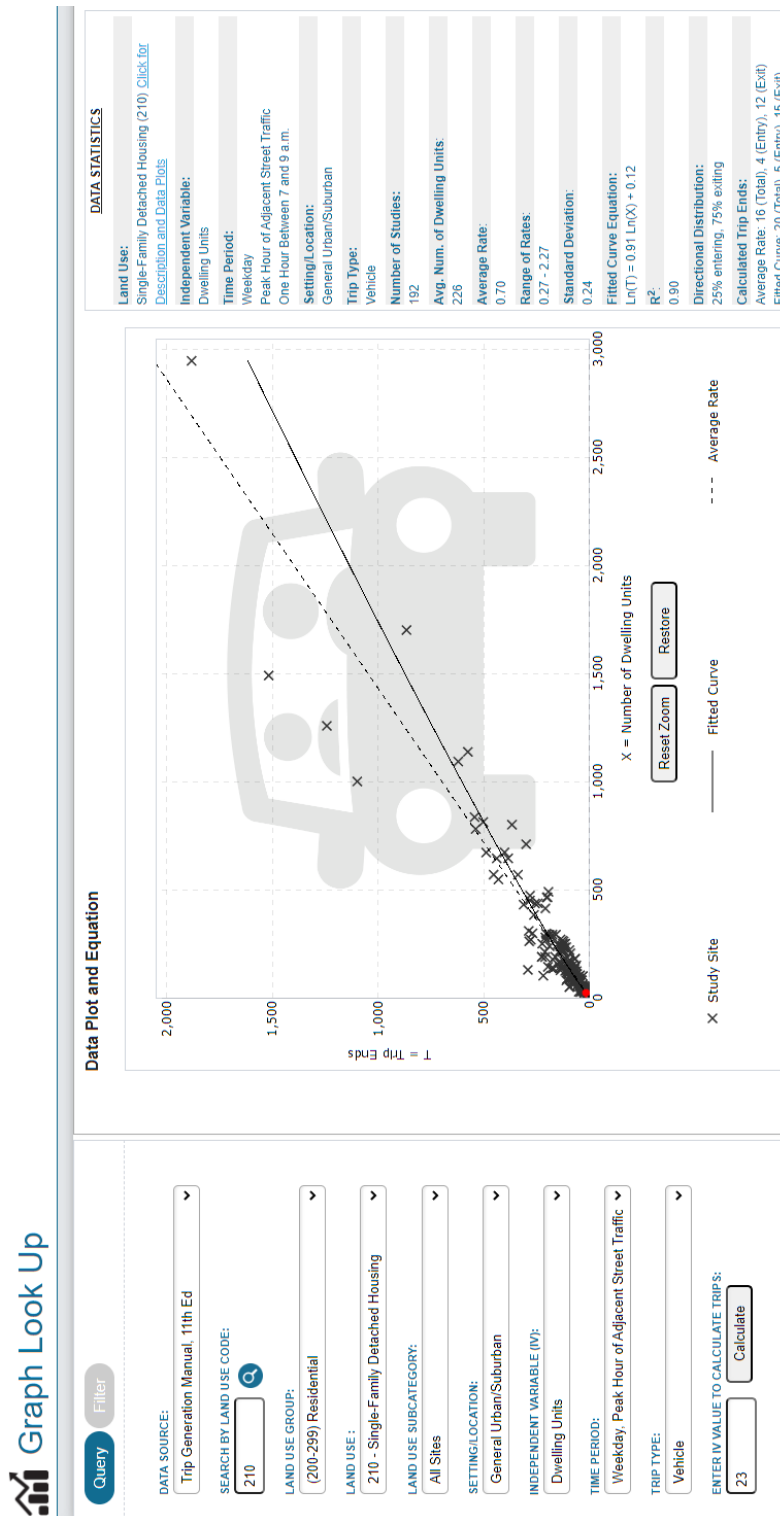 Graph Look Up
Query
Filter
DATA SOURCE:
Trip Generation Manual, 11th Ed
SEARCH BY LAND USE CODE:
210
LAND USE GROUP:
(200-299) Residential
LAND USE :
210 - Single-Family Detached Housing
LAND USE SUBCATEGORY:
All Sites
SETTING/LOCATION:
General Urban/Suburban
INDEPENDENT VARIABLE (IV):
Dwelling Units
TIME PERIOD:
Weekday, Peak Hour of Adjacent Street Traffic
TRIP TYPE:
Vehicle
ENTER IV VALUE TO CALCULATE TRIPS:
23
Calculate
Data Plot and Equation
T = Trip Ends
2,000
1,500
1,000
500
0
0
500
1,000
1,500
2,000
2,500
3,000
X = Number of Dwelling Units
Reset Zoom
Restore
Study Site
Fitted Curve
Average Rate
DATA STATISTICS
Land Use:
Single-Family Detached Housing (210) Click for
Description and Data Plots
Independent Variable:
Dwelling Units
Time Period:
Weekday
Peak Hour of Adjacent Street Traffic
One Hour Between 7 and 9 a.m.
Setting/Location:
General Urban/Suburban
Trip Type:
Vehicle
Number of Studies:
192
Avg. Num. of Dwelling Units:
226
Average Rate:
0.70
Range of Rates:
0.27 - 2.27
Standard Deviation:
0.24
Fitted Curve Equation:
Ln(T) = 0.91 Ln(X) + 0.12
R²:
0.90
Directional Distribution:
25% entering, 75% exiting
Calculated Trip Ends:
Average Rate: 16 (Total), 4 (Entry), 12 (Exit)
Fitted Curve: 20 (Total), 5 (Entry), 15 (Exit)